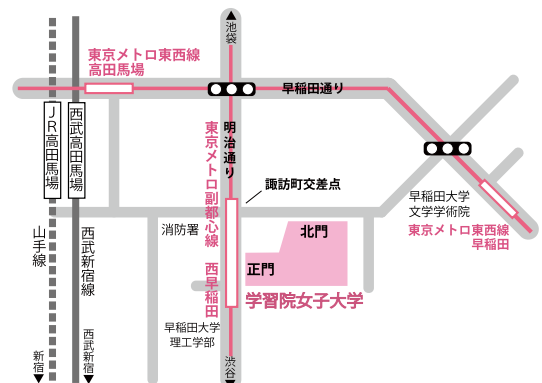 池袋
東京メトロ東西線
高田馬場
早稲田通り
JR高田馬場
西武高田馬場
明治通り
東京メトロ副都心線 西早稲田
諏訪町交差点
早稲田大学
文学学術院
東京メトロ東西線
早稲田
消防署
北門
正門
学習院女子大学
山手線
西武新宿線
早稲田大学
理工学部
新宿
西武新宿
渋谷